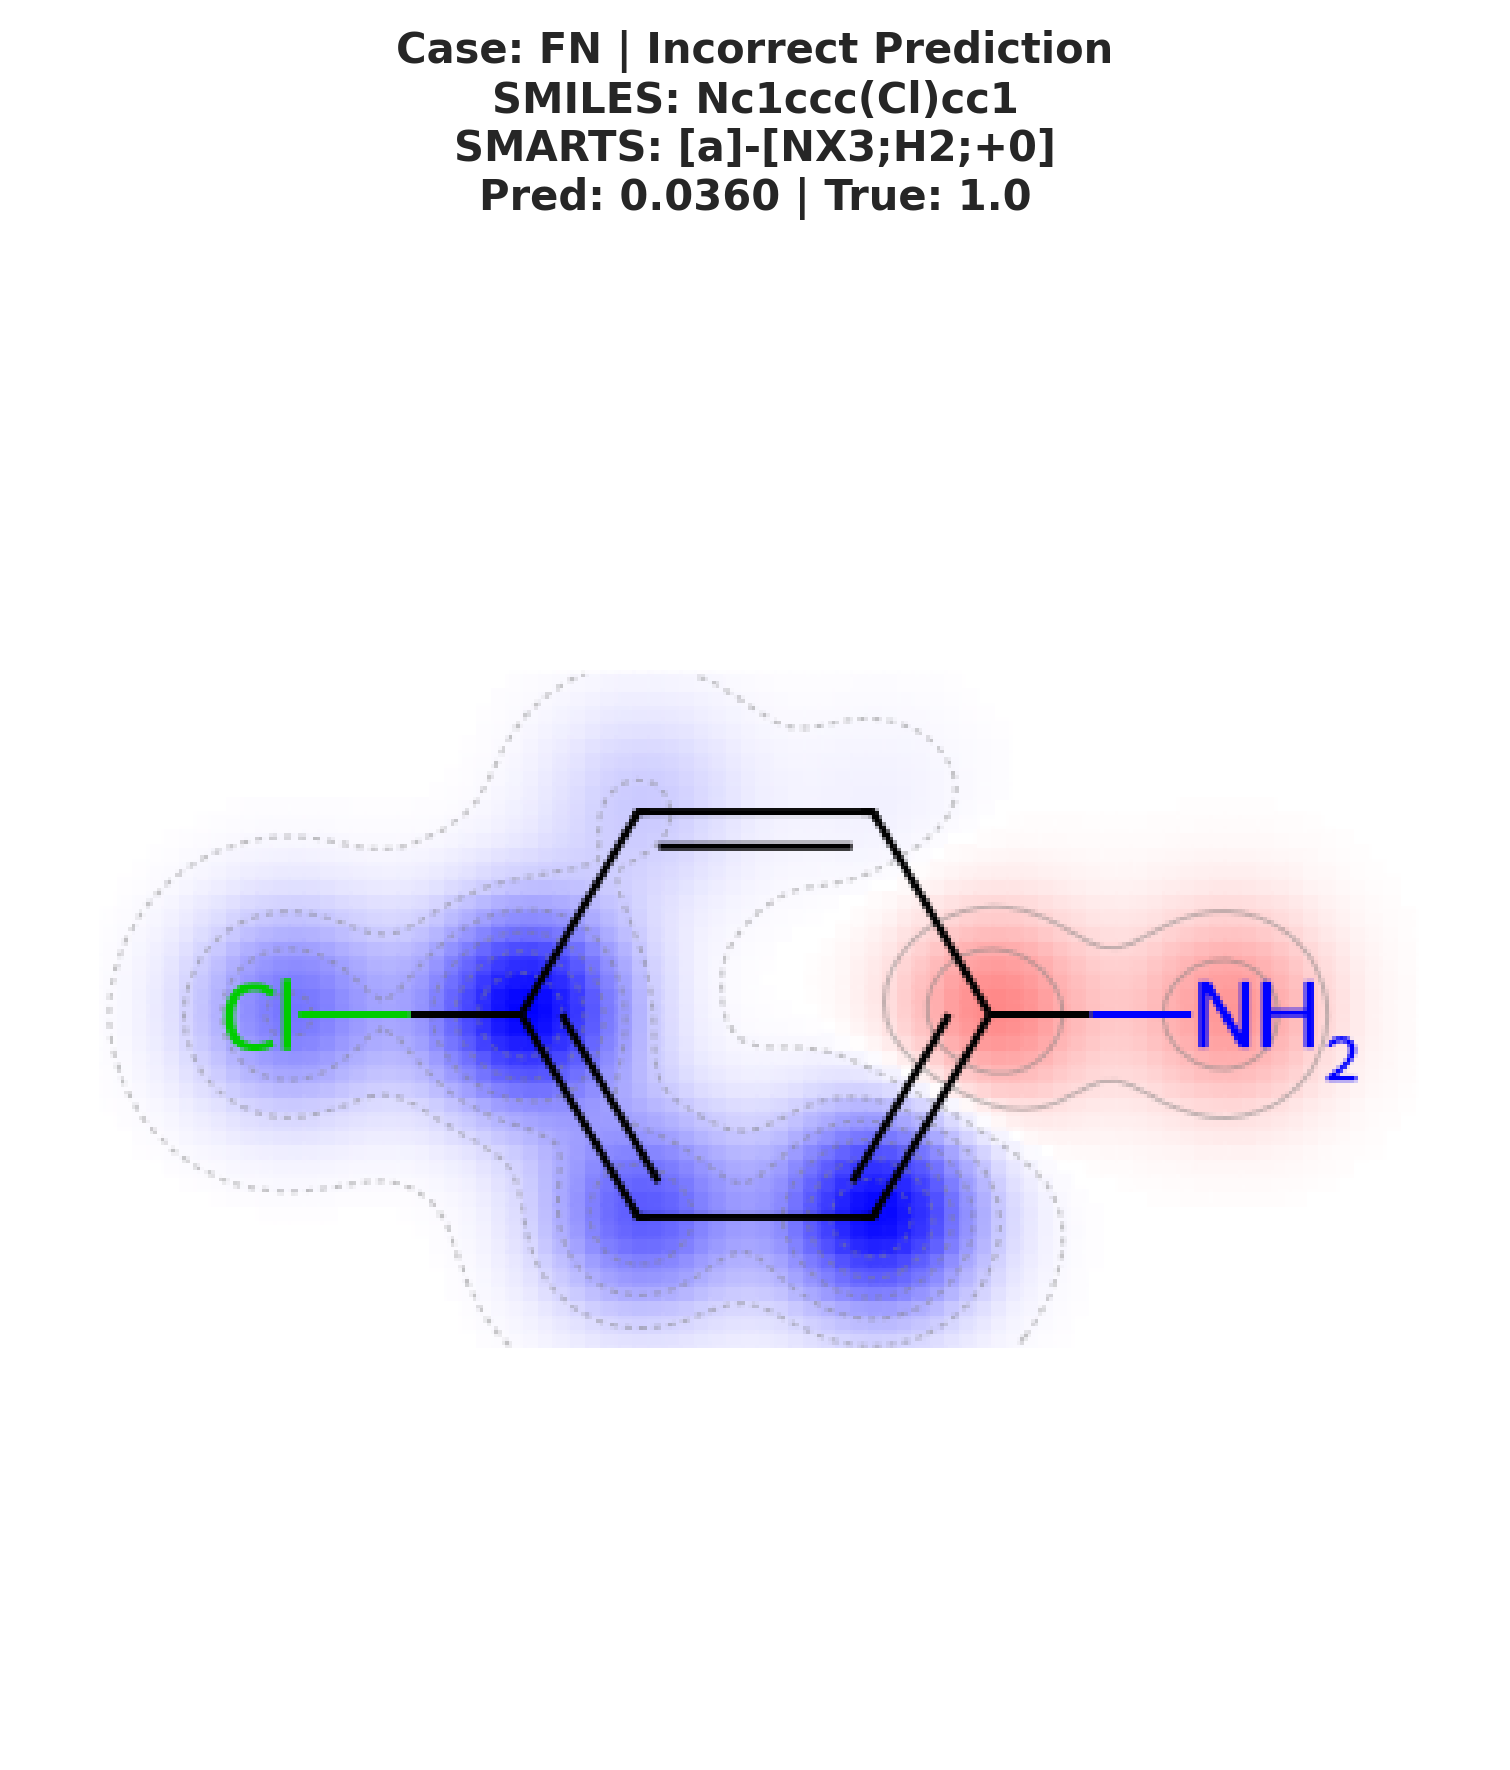 Case: FN | Incorrect Prediction
SMILES: Nc1ccc(Cl)cc1
SMARTS: [a]-[NX3;H2;+0]
Pred: 0.0360 | True: 1.0
Cl NH2